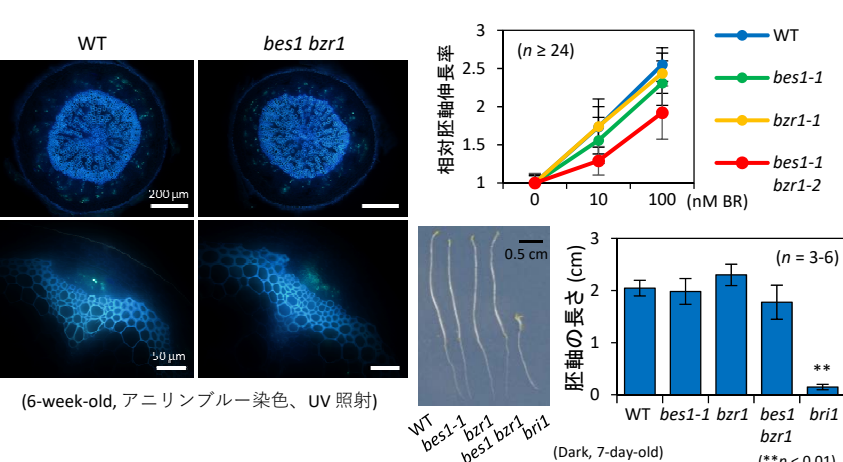 WT
bes1 bzr1
200 μm
50 μm
(6-week-old, アニリンブルー染色、UV 照射)
相対胚軸伸長率
3
2.5
2
1.5
1
(n ≥ 24)
0 10 100 (nM BR)
WT
bes1-1
bzr1-1
bes1-1
bzr1-2
0.5 cm
WT
bes1-1
bzr1
bes1 bzr1
bri1
胚軸の長さ (cm)
3
2
1
0
(n = 3-6)
**
WT bes1-1 bzr1 bes1 bzr1 bri1
(Dark, 7-day-old)
(**p < 0.01)